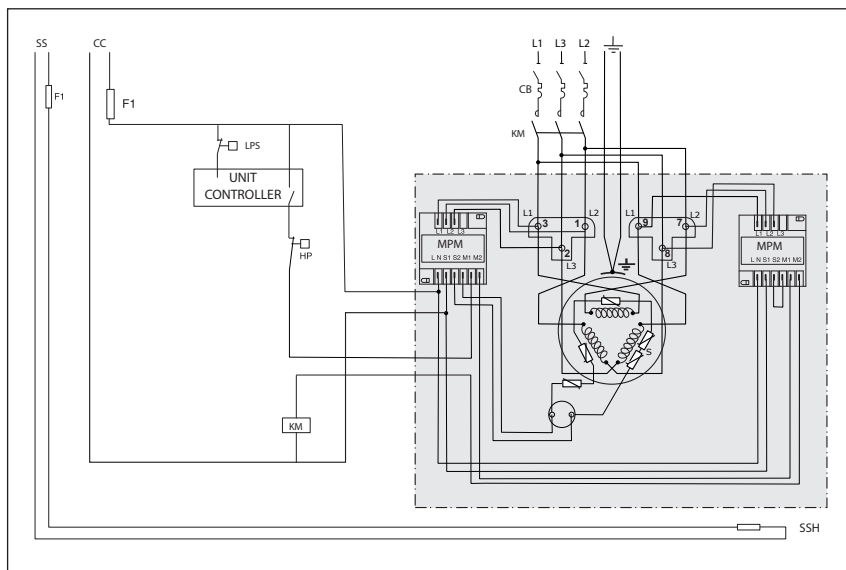 SS CC
L1 L3 L2
F1
F1
CB
KM
LPS
UNIT
CONTROLLER
HP
L1 L2 L3
MPM
L N S1 S2 M1 M2
L1 3 1 L2
2
L3
L1 9 7 L2
8
L3
L1 L2 L3
MPM
L N S1 S2 M1 M2
S
KM
SSH